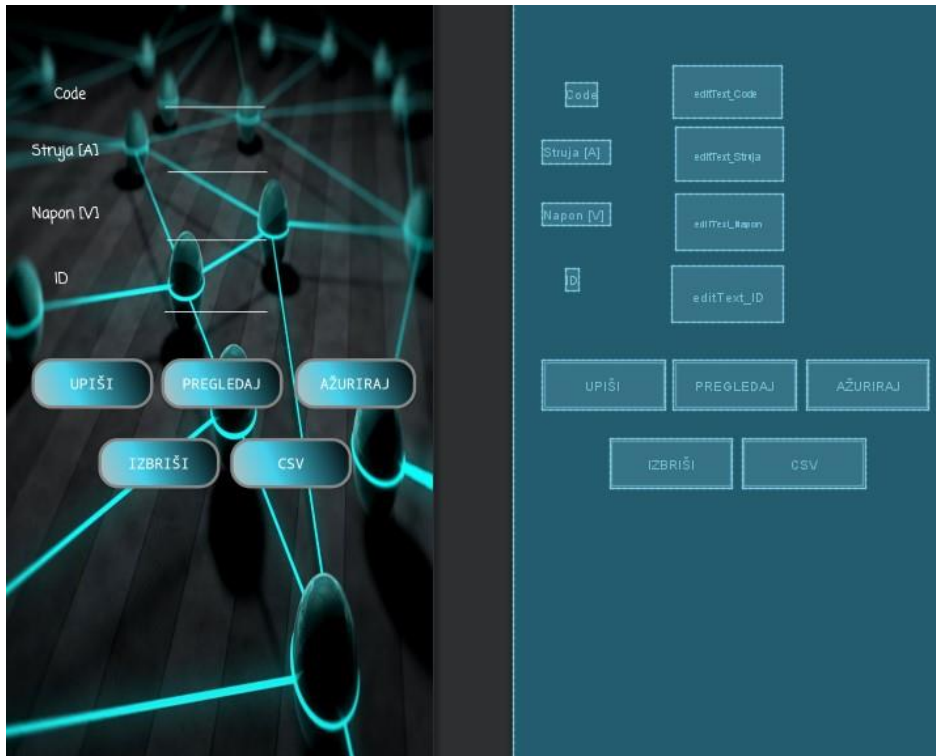 Code
Struja [A]
Napon [V]
ID
UPIŠI PREGLEDAJ AŽURIRAJ
IZBRIŠI CSV
Code editText_Code
Struja [A] editText_Struja
Napon [V] editText_Napon
ID editText_ID
UPIŠI PREGLEDAJ AŽURIRAJ
IZBRIŠI CSV